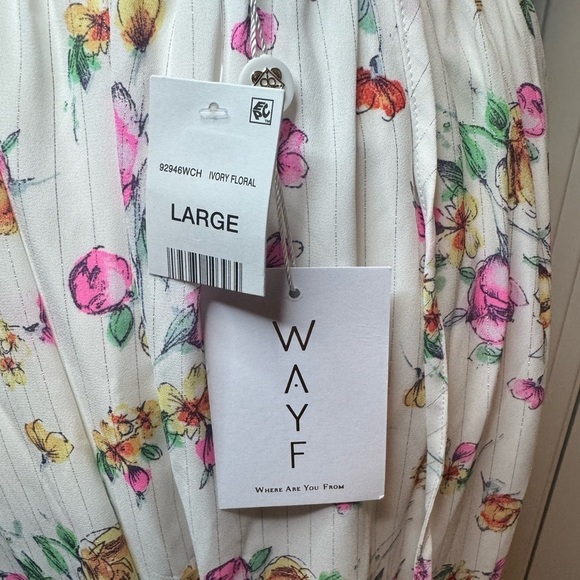 92946WCH IVORY FLORAL
LARGE
W
A
Y
F
WHERE ARE YOU FROM